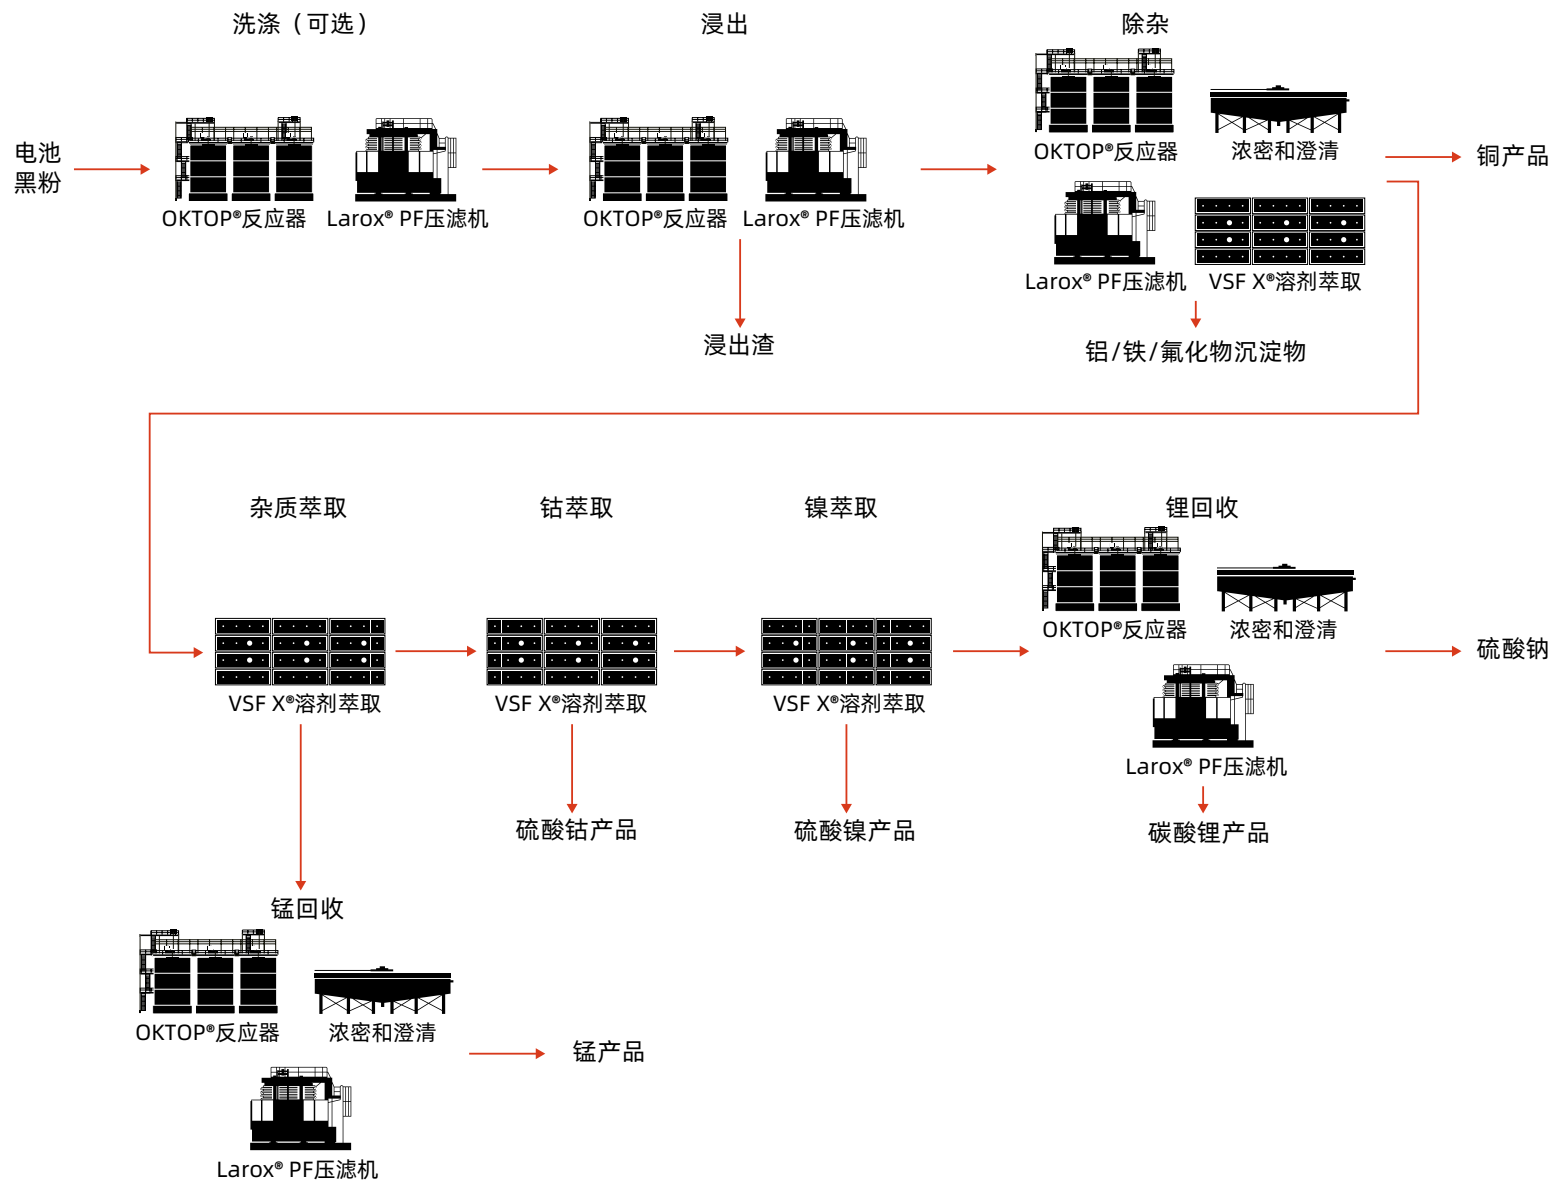 洗涤（可选）
浸出
除杂
电池
黑粉
OKTOP®反应器
Larox® PF压滤机
OKTOP®反应器
Larox® PF压滤机
OKTOP®反应器
浓密和澄清
Larox® PF压滤机
VSF X®溶剂萃取
铜产品
浸出渣
铝/铁/氟化物沉淀物
杂质萃取
钴萃取
镍萃取
锂回收
VSF X®溶剂萃取
VSF X®溶剂萃取
VSF X®溶剂萃取
OKTOP®反应器
浓密和澄清
Larox® PF压滤机
硫酸钠
硫酸钴产品
硫酸镍产品
碳酸锂产品
锰回收
OKTOP®反应器
浓密和澄清
Larox® PF压滤机
锰产品